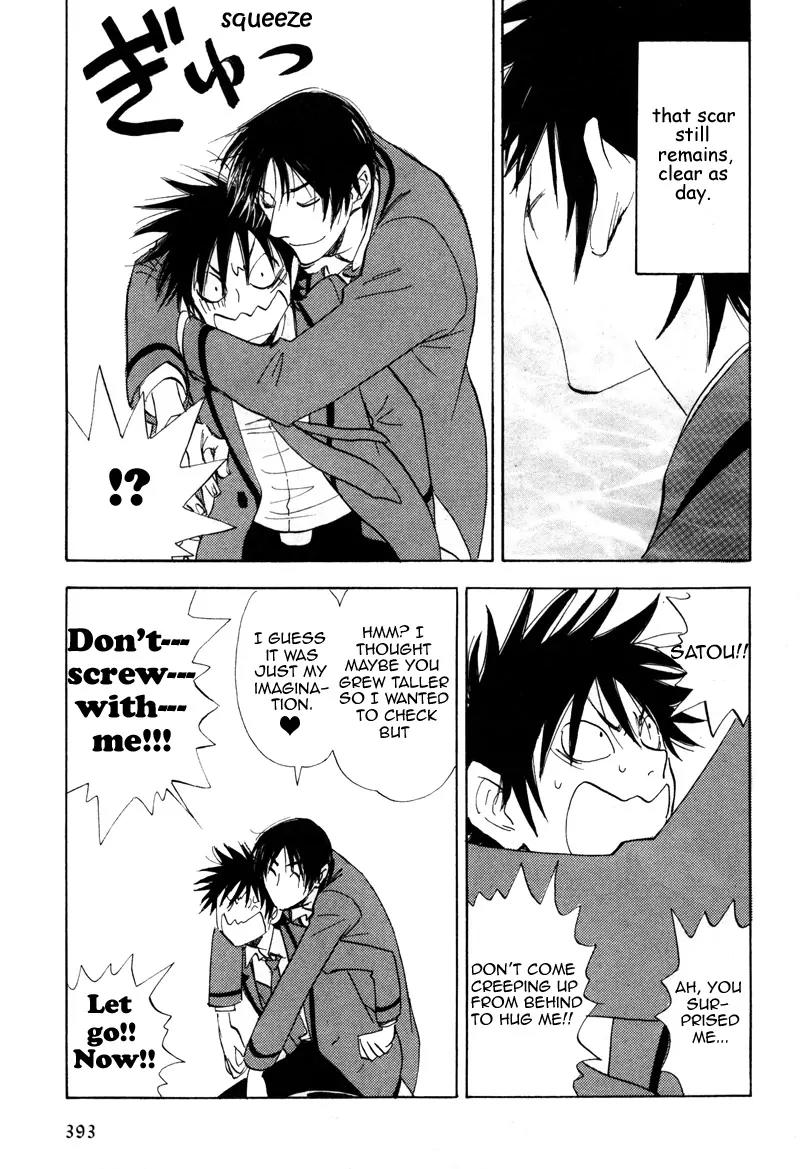 that scar
still
remains,
clear as
day.
squeeze
ぎゅっ
!?
SATOU!!
AH, YOU
SUR-
PRISED
ME...
DON'T COME
CREEPING UP
FROM BEHIND
TO HUG ME!!
HMM? I
THOUGHT
MAYBE YOU
GREW TALLER
SO I WANTED
TO CHECK
BUT
I GUESS
IT WAS
JUST MY
IMAGINA-
TION.
♥
Don't---
screw---
with---
me!!!
Let
go!!
Now!!
393